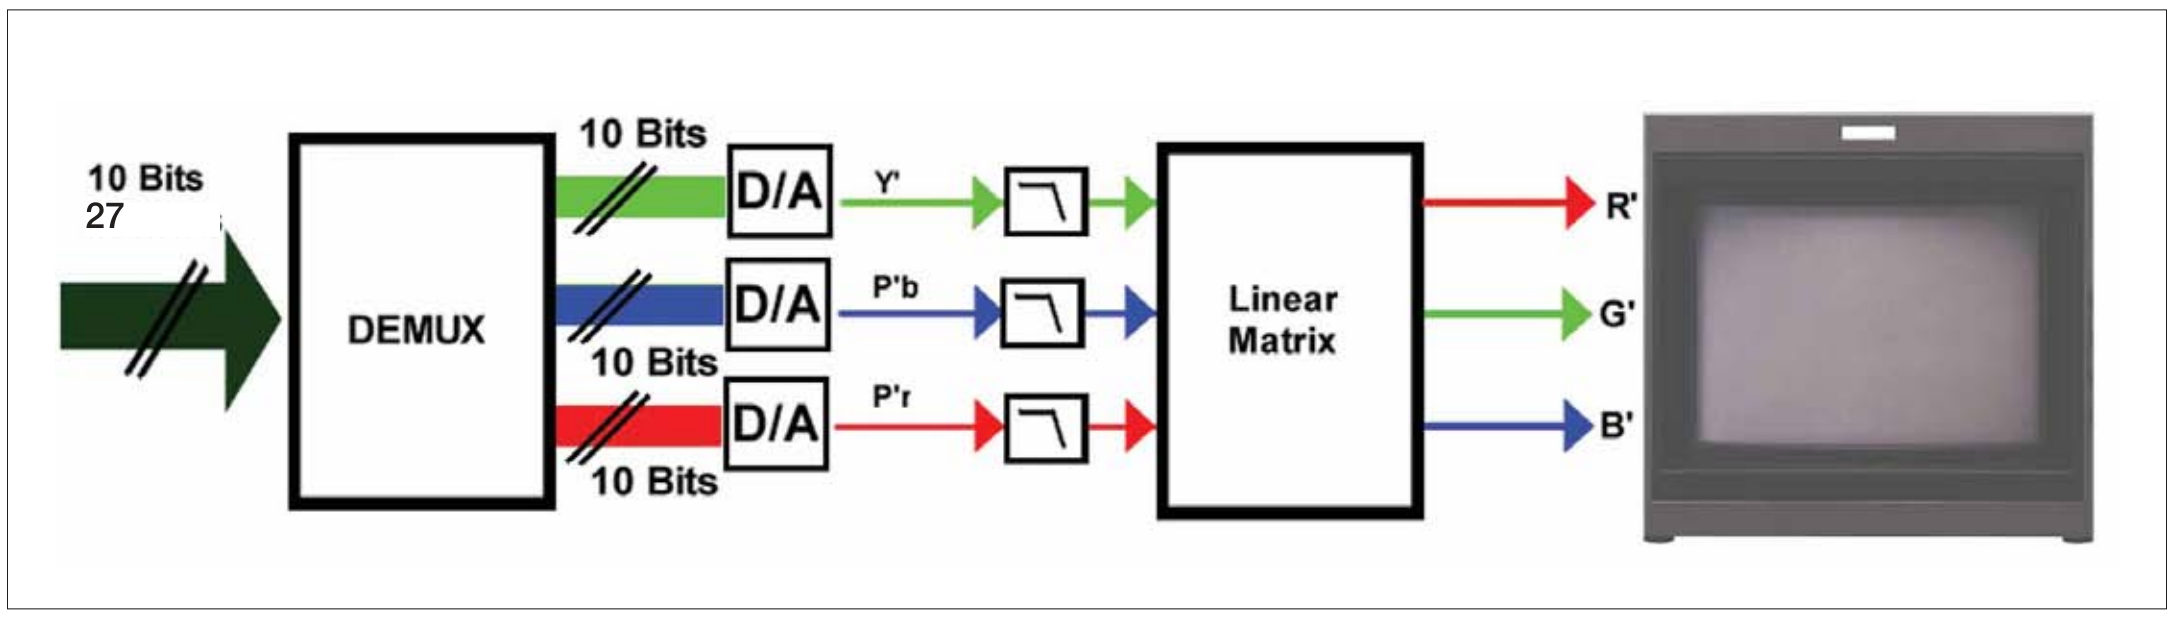 10 Bits
27
DEMUX
10 Bits
10 Bits
10 Bits
D/A
D/A
D/A
Y'
P'b
P'r
Linear
Matrix
R'
G'
B'